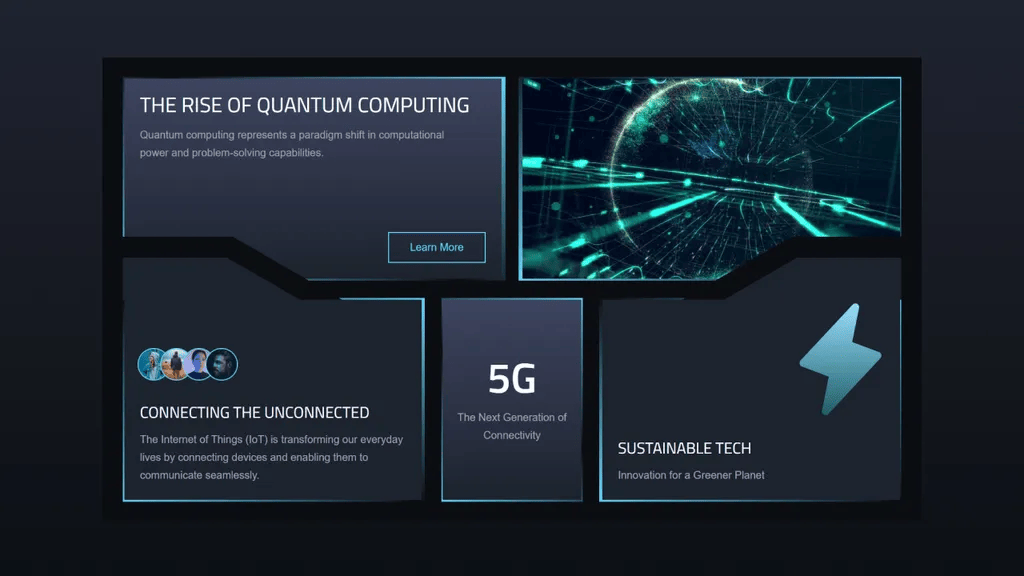 THE RISE OF QUANTUM COMPUTING
Quantum computing represents a paradigm shift in computational
power and problem-solving capabilities.
Learn More
CONNECTING THE UNCONNECTED
The Internet of Things (IoT) is transforming our everyday
lives by connecting devices and enabling them to
communicate seamlessly.
5G
The Next Generation of
Connectivity
SUSTAINABLE TECH
Innovation for a Greener Planet